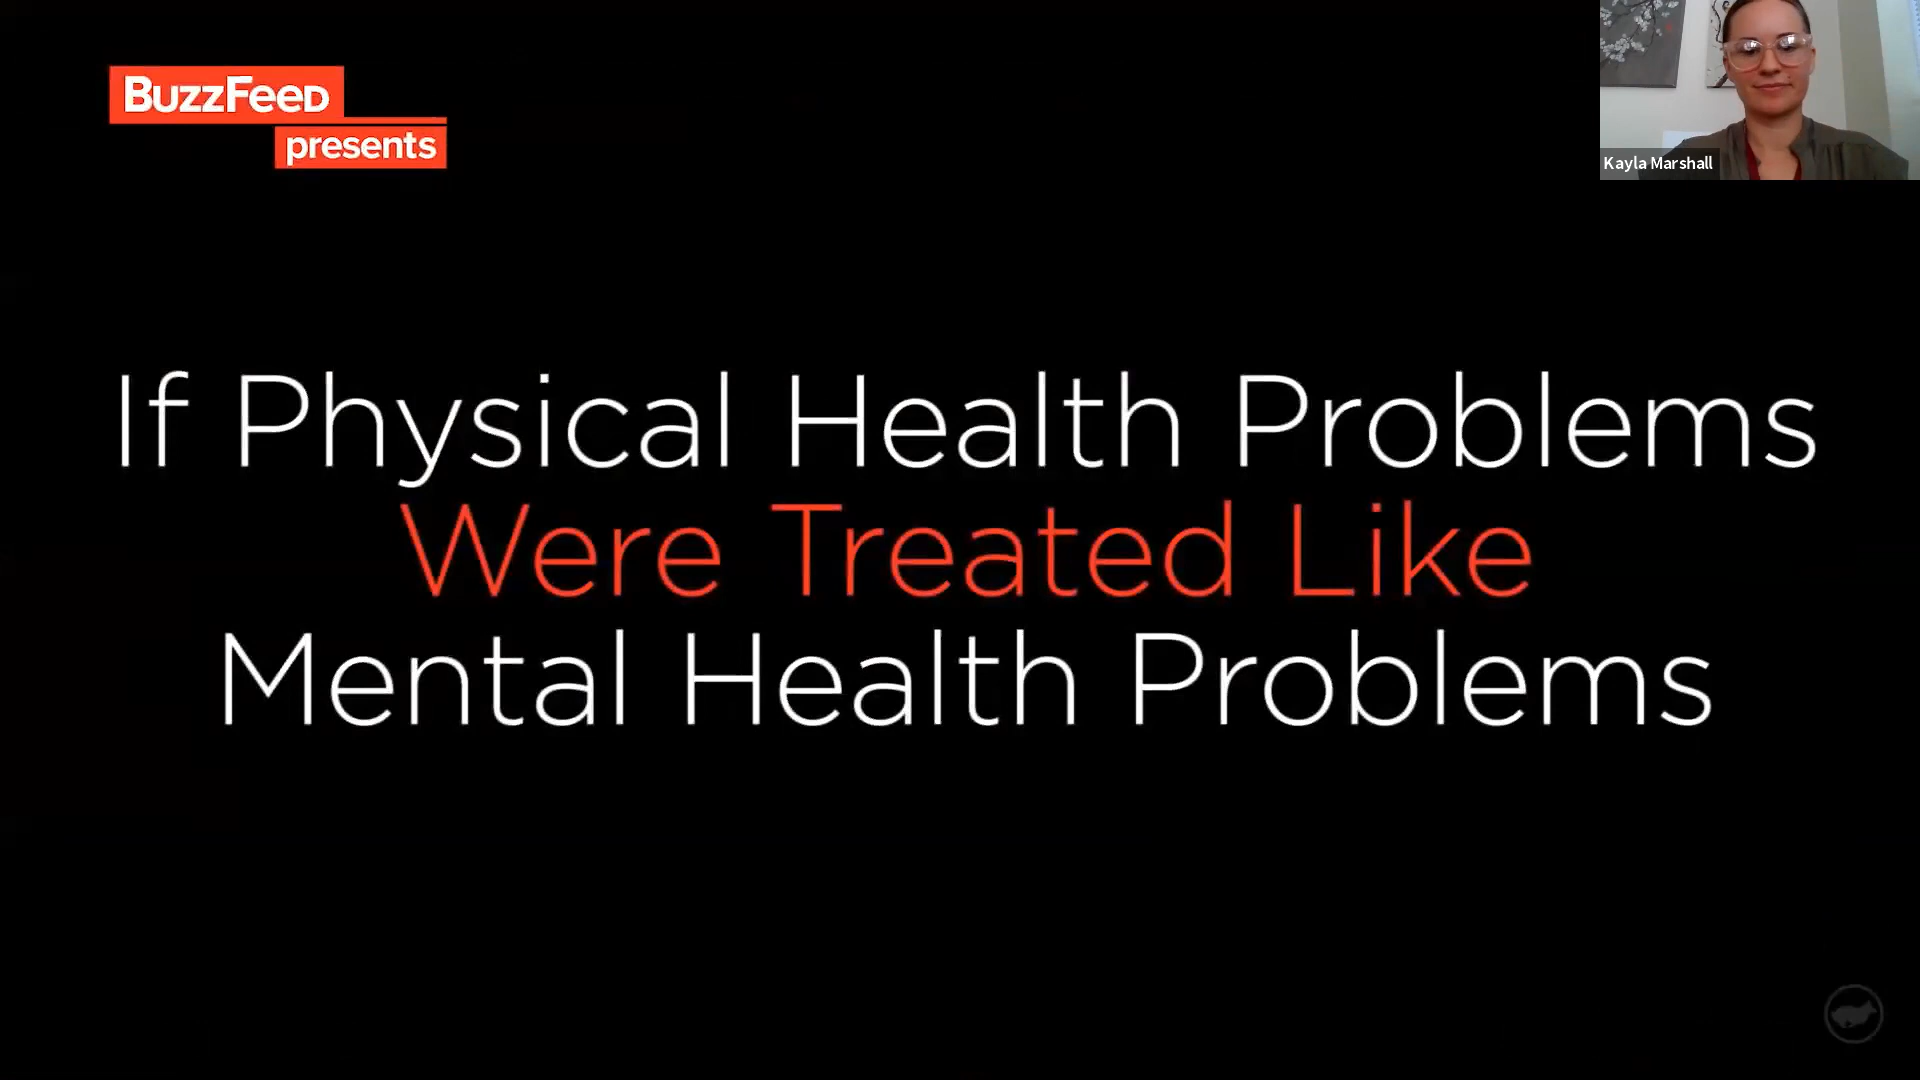 BuzzFeed
presents
Kayla Marshall
If Physical Health Problems
Were Treated Like
Mental Health Problems